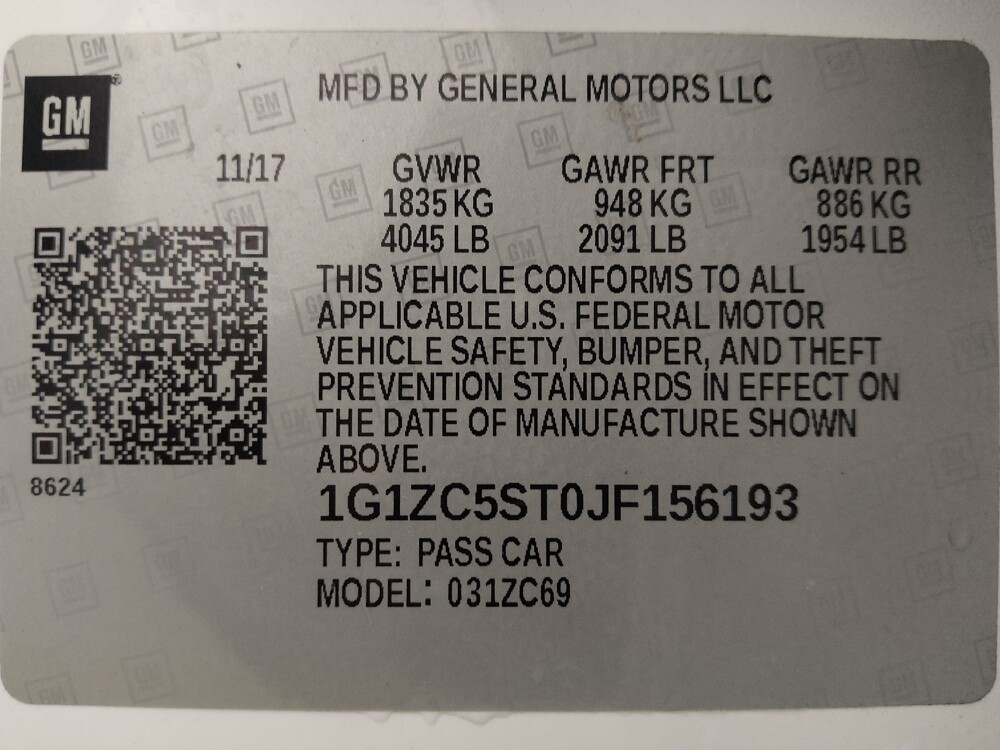 GM
MFD BY GENERAL MOTORS LLC
11/17 GVWR GAWR FRT GAWR RR
1835 KG 948 KG 886 KG
4045 LB 2091 LB 1954 LB
THIS VEHICLE CONFORMS TO ALL
APPLICABLE U.S. FEDERAL MOTOR
VEHICLE SAFETY, BUMPER, AND THEFT
PREVENTION STANDARDS IN EFFECT ON
THE DATE OF MANUFACTURE SHOWN
ABOVE.
8624
1G1ZC5ST0JF156193
TYPE: PASS CAR
MODEL: 031ZC69